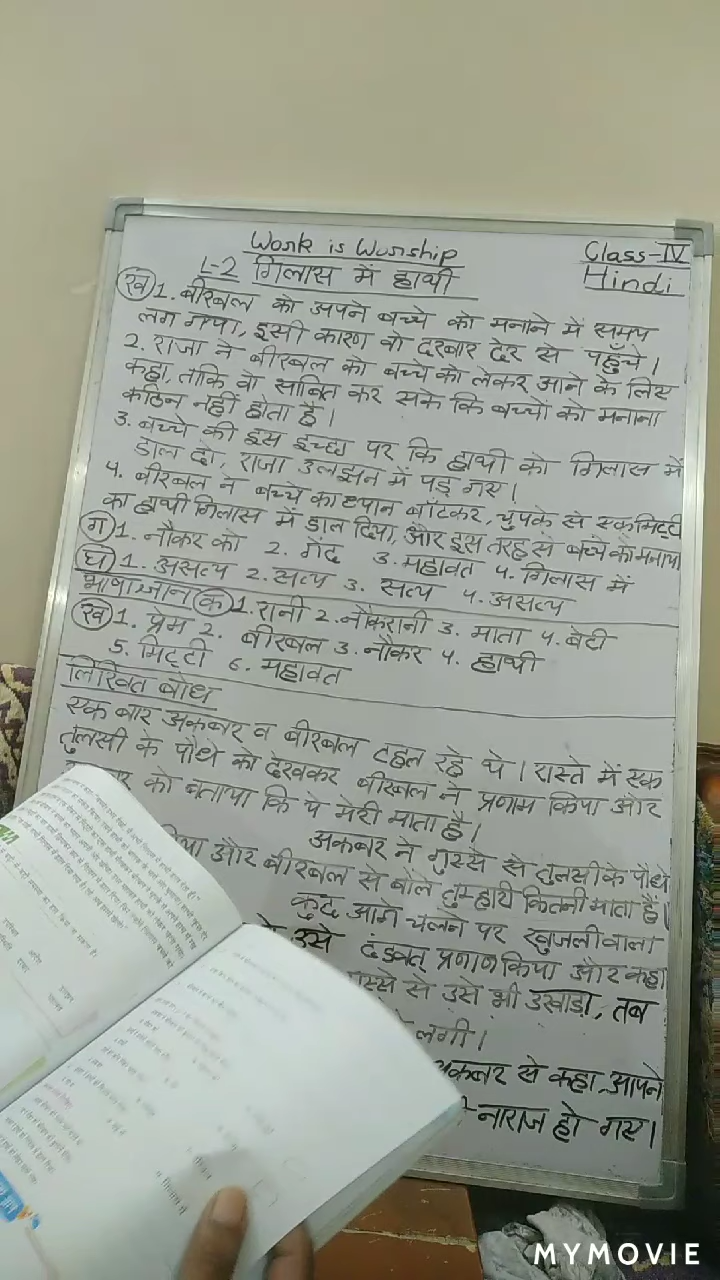 Work is Worship
Class-IV
L-2 गिलास में हाथी
Hindi
(ख) 1. बीरबल को अपने बच्चे को मनाने में समय
लग गया, इसी कारण वो दरबार देर से पहुँचे।
2. राजा ने बीरबल को बच्चे को लेकर आने के लिए
कहा, ताकि वो साबित कर सके कि बच्चों को मनाना
कठिन नहीं होता है।
3. बच्चे की इस इच्छा पर कि हाथी को गिलास में
डाल दो, राजा उलझन में पड़ गए।
4. बीरबल ने बच्चे का ध्यान बाँटकर, चुपके से एक मिट्टी
का हाथी गिलास में डाल दिया, और इस तरह से बच्चे को मनाया
(ग) 1. नौकर को 2. गेंद 3. महावत 4. गिलास में
(घ) 1. असत्य 2. सत्य 3. सत्य 4. असत्य
भाषा ज्ञान (क) 1. रानी 2. नौकरानी 3. माता 4. बेटी
(ख) 1. प्रेम 2. बीरबल 3. नौकर 4. हाथी
5. मिट्टी 6. महावत
लिखित बोध
एक बार अकबर व बीरबल टहल रहे थे। रास्ते में एक
तुलसी के पौधे को देखकर बीरबल ने प्रणाम किया और
को बताया कि ये मेरी माता है।
अकबर ने गुस्से से तुलसी के पौधे
और बीरबल से बोले तुम्हारी कितनी माता हैं।
कुछ आगे चलने पर खुजली वाला
उसे दंडवत् प्रणाम किया और कहा
से उसे भी उखाड़ा, तब
लगी।
अकबर से कहा, आपने
नाराज हो गए।
MYMOVIE